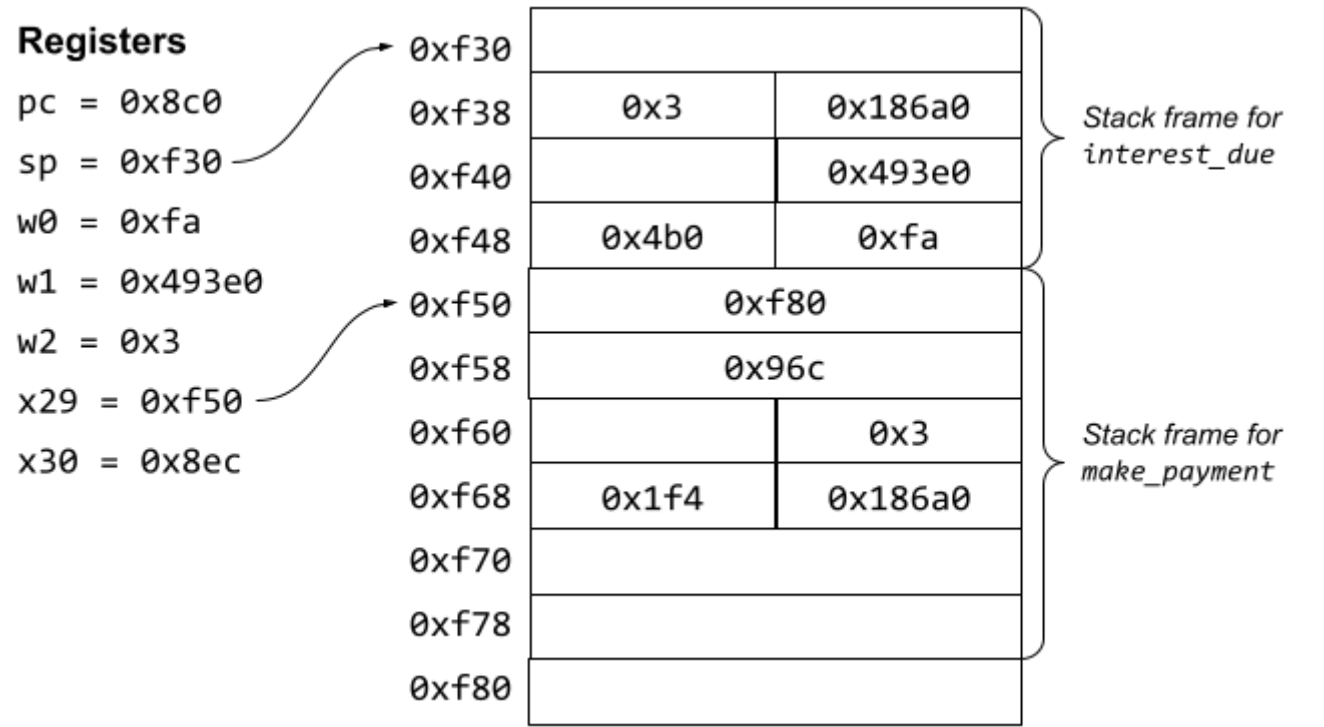 Registers
pc = 0x8c0
sp = 0xf30
w0 = 0xfa
w1 = 0x493e0
w2 = 0x3
x29 = 0xf50
x30 = 0x8ec
0xf30
0xf38 0x3 0x186a0
0xf40 0x493e0
0xf48 0x4b0 0xfa
0xf50 0xf80
0xf58 0x96c
0xf60 0x3
0xf68 0x1f4 0x186a0
0xf70
0xf78
0xf80
Stack frame for
interest_due
Stack frame for
make_payment